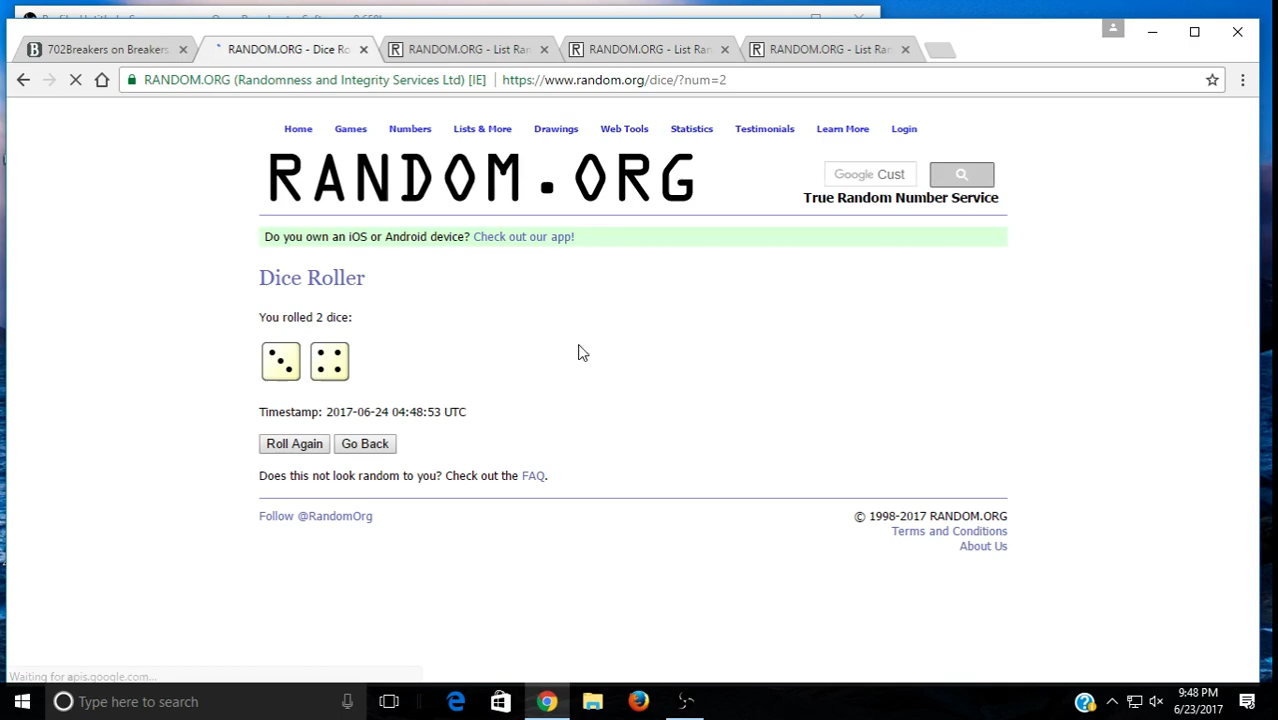 702Breakers on Breakers.
RANDOM.ORG - Dice Ro
RANDOM.ORG - List Ran
RANDOM.ORG - List Ran
RANDOM.ORG - List Ran
RANDOM.ORG (Randomness and Integrity Services Ltd) [IE]
https://www.random.org/dice/?num=2
Home Games Numbers Lists & More Drawings Web Tools Statistics Testimonials Learn More Login
RANDOM.ORG
Google Cust
True Random Number Service
Do you own an iOS or Android device? Check out our app!
Dice Roller
You rolled 2 dice:
Timestamp: 2017-06-24 04:48:53 UTC
Roll Again Go Back
Does this not look random to you? Check out the FAQ.
Follow @RandomOrg
© 1998-2017 RANDOM.ORG
Terms and Conditions
About Us
Waiting for apis.google.com...
Type here to search
9:48 PM
6/23/2017